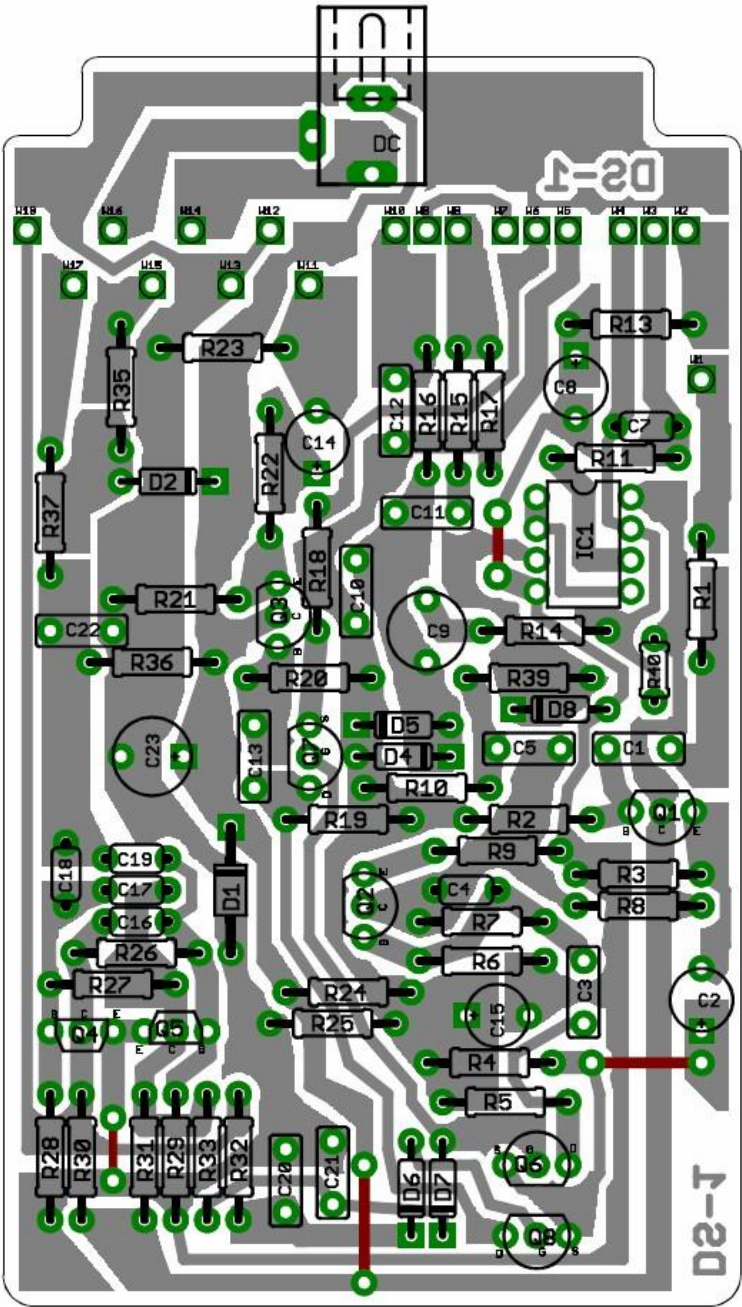 DC
DS-1
W18 W16 W14 W12 W10 W9 W8 W7 W6 W5 W4 W3 W2
W17 W15 W13 W11
R13
R23
W1
R35
C8
C12
R16
R15
R17
C7
C14
R22
R11
D2
R37
C11
IC1
R18
C10
R1
R21
E
Q3
C
B
C22
C9
R14
R40
R36
R20
R39
D8
S
Q7
G
D
D5
C23
C13
D4
C5
C1
R10
R19
R2
Q1
B C E
R9
C18
C19
D1
R3
E
Q2
C
B
C4
C17
R8
C16
R7
R26
R6
R27
C3
R24
C2
B C E
Q4
Q5
E C B
R25
C15
R4
R5
R28
R30
R31
R29
R33
R32
C20
C21
D6
D7
S G D
Q6
DS-1
Q8
D G S